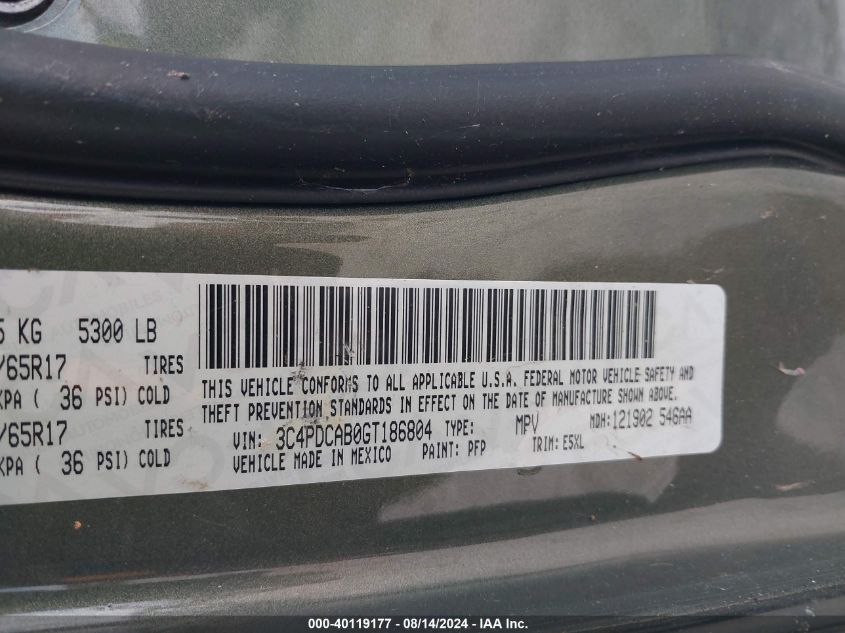 5 KG 5300 LB
/65R17 TIRES
KPA ( 36 PSI) COLD
/65R17 TIRES
KPA ( 36 PSI) COLD
THIS VEHICLE CONFORMS TO ALL APPLICABLE U.S.A. FEDERAL MOTOR VEHICLE SAFETY AND
THEFT PREVENTION STANDARDS IN EFFECT ON THE DATE OF MANUFACTURE SHOWN ABOVE.
VIN: 3C4PDCAB0GT186804 TYPE: MPV MDH:121902 546AA
VEHICLE MADE IN MEXICO PAINT: PFP TRIM: E5XL
000-40119177 - 08/14/2024 - IAA Inc.